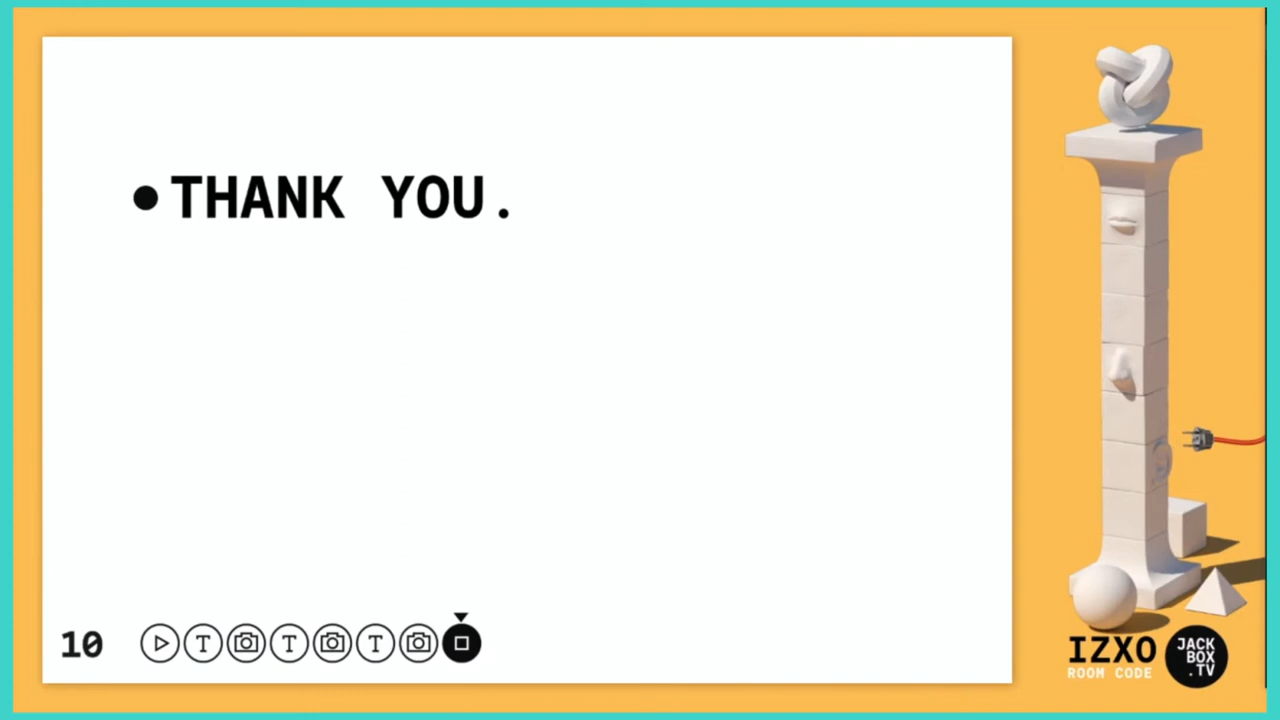 • THANK YOU.
10
T T T
IZXO
ROOM CODE
JACK
BOX
.TV